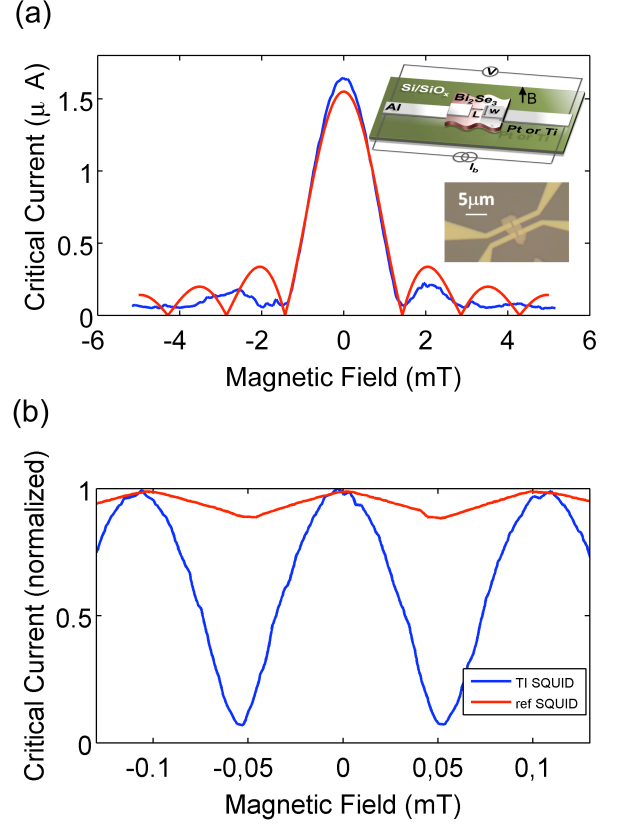 (a)
Critical Current (μ A)
1.5
1
0.5
0
-6
-4
-2
0
2
4
6
Magnetic Field (mT)
V
Si/SiOx
B
Bi2Se3
Al
L
w
Pt or Ti
Ib
5μm
(b)
Critical Current (normalized)
1
0.5
0
-0.1
-0,05
0
0,05
0,1
Magnetic Field (mT)
TI SQUID
ref SQUID